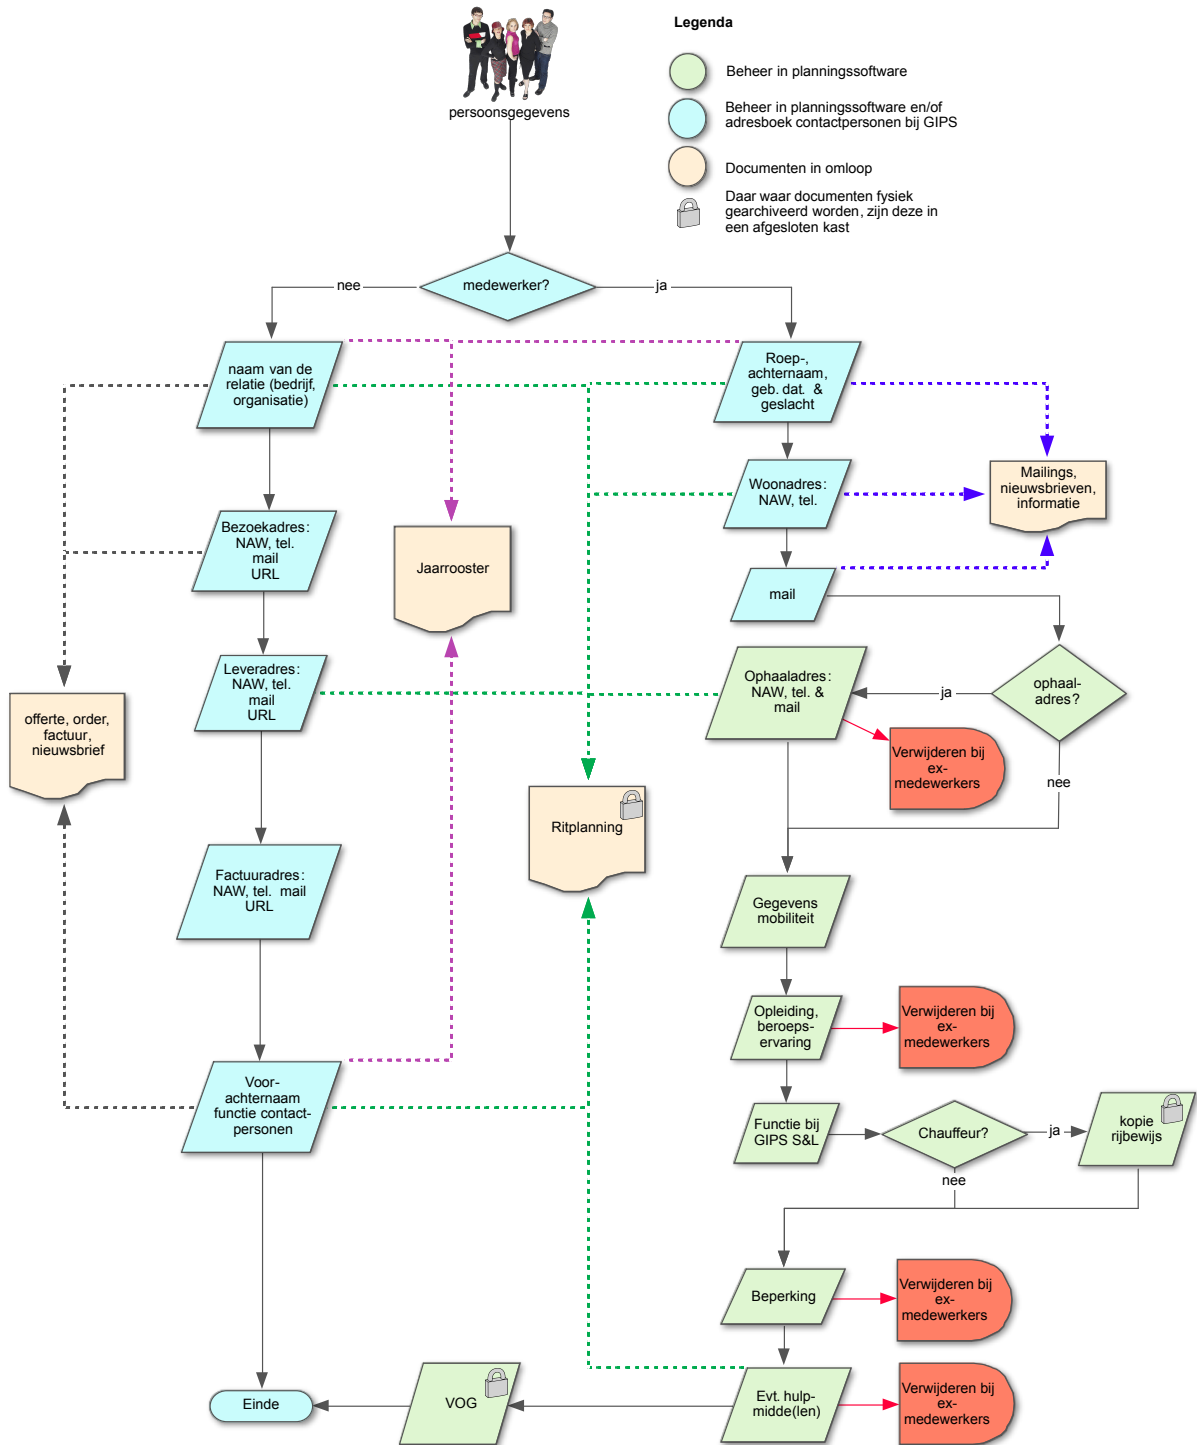 Legenda
Beheer in planningssoftware
Beheer in planningssoftware en/of
adresboek contactpersonen bij GIPS
Documenten in omloop
Daar waar documenten fysiek
gearchiveerd worden, zijn deze in
een afgesloten kast
persoonsgegevens
medewerker?
nee
ja
naam van de
relatie (bedrijf,
organisatie)
Roep-,
achternaam,
geb. dat. &
geslacht
Woonadres:
NAW, tel.
Mailings,
nieuwsbrieven,
informatie
Bezoekadres:
NAW, tel.
mail
URL
Jaarrooster
mail
Leveradres:
NAW, tel.
mail
URL
Ophaaladres:
NAW, tel. &
mail
ja
ophaal-
adres?
nee
offerte, order,
factuur,
nieuwsbrief
Verwijderen bij
ex-
medewerkers
Ritplanning
Factuuradres:
NAW, tel. mail
URL
Gegevens
mobiliteit
Opleiding,
beroeps-
ervaring
Verwijderen bij
ex-
medewerkers
Voor-
achternaam
functie contact-
personen
Functie bij
GIPS S&L
Chauffeur?
ja
kopie
rijbewijs
nee
Beperking
Verwijderen bij
ex-
medewerkers
Einde
VOG
Evt. hulp-
midde(len)
Verwijderen bij
ex-
medewerkers